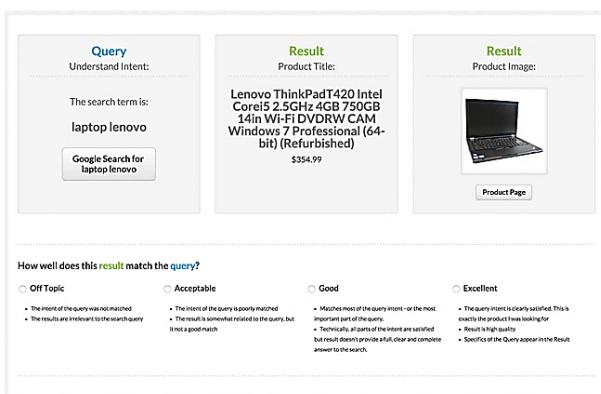 Query
Understand Intent:
The search term is:
laptop lenovo
Google Search for
laptop lenovo
Result
Product Title:
Lenovo ThinkPadT420 Intel
Corei5 2.5GHz 4GB 750GB
14in Wi-Fi DVDRW CAM
Windows 7 Professional (64-
bit) (Refurbished)
$354.99
Result
Product Image:
Product Page
How well does this result match the query?
Off Topic
• The intent of the query was not matched
• The results are irrelevant to the search query
Acceptable
• The intent of the query is poorly matched
• The result is somewhat related to the query, but
it not a good match
Good
• Matches most of the query intent - or the most
important part of the query.
• Technically, all parts of the intent are satisfied
but result doesn't provide a full, clear and complete
answer to the search.
Excellent
• The query intent is clearly satisfied. This is
exactly the product I was looking for
• Result is high quality
• Specifics of the Query appear in the Result